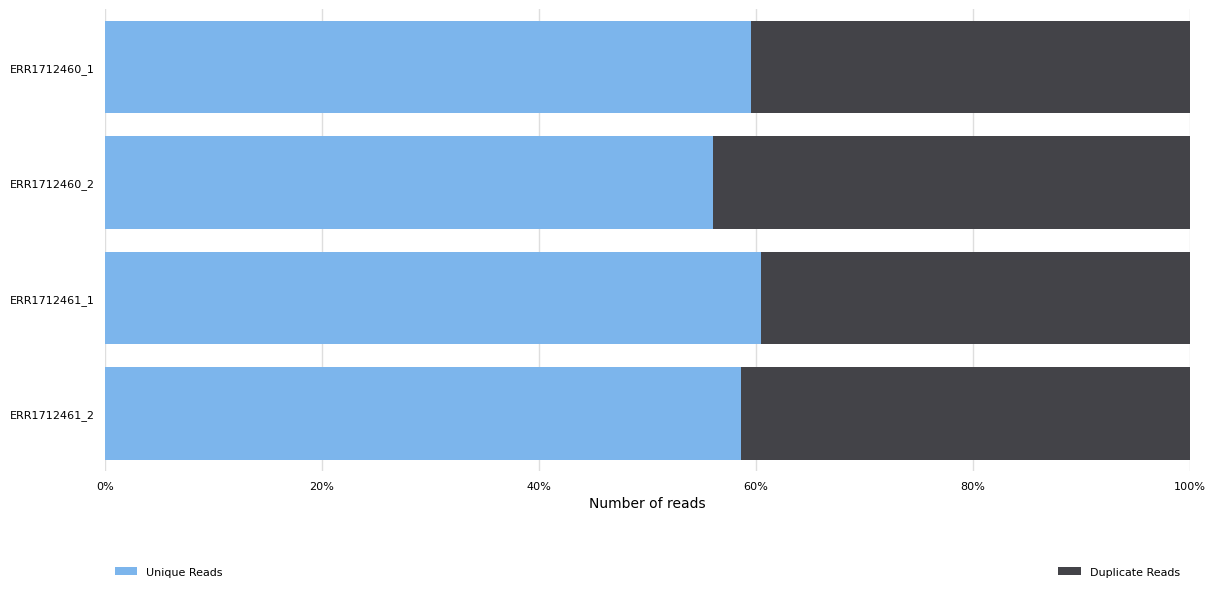 ERR1712460_1
ERR1712460_2
ERR1712461_1
ERR1712461_2
0% 20% 40% 60% 80% 100%
Number of reads
Unique Reads Duplicate Reads